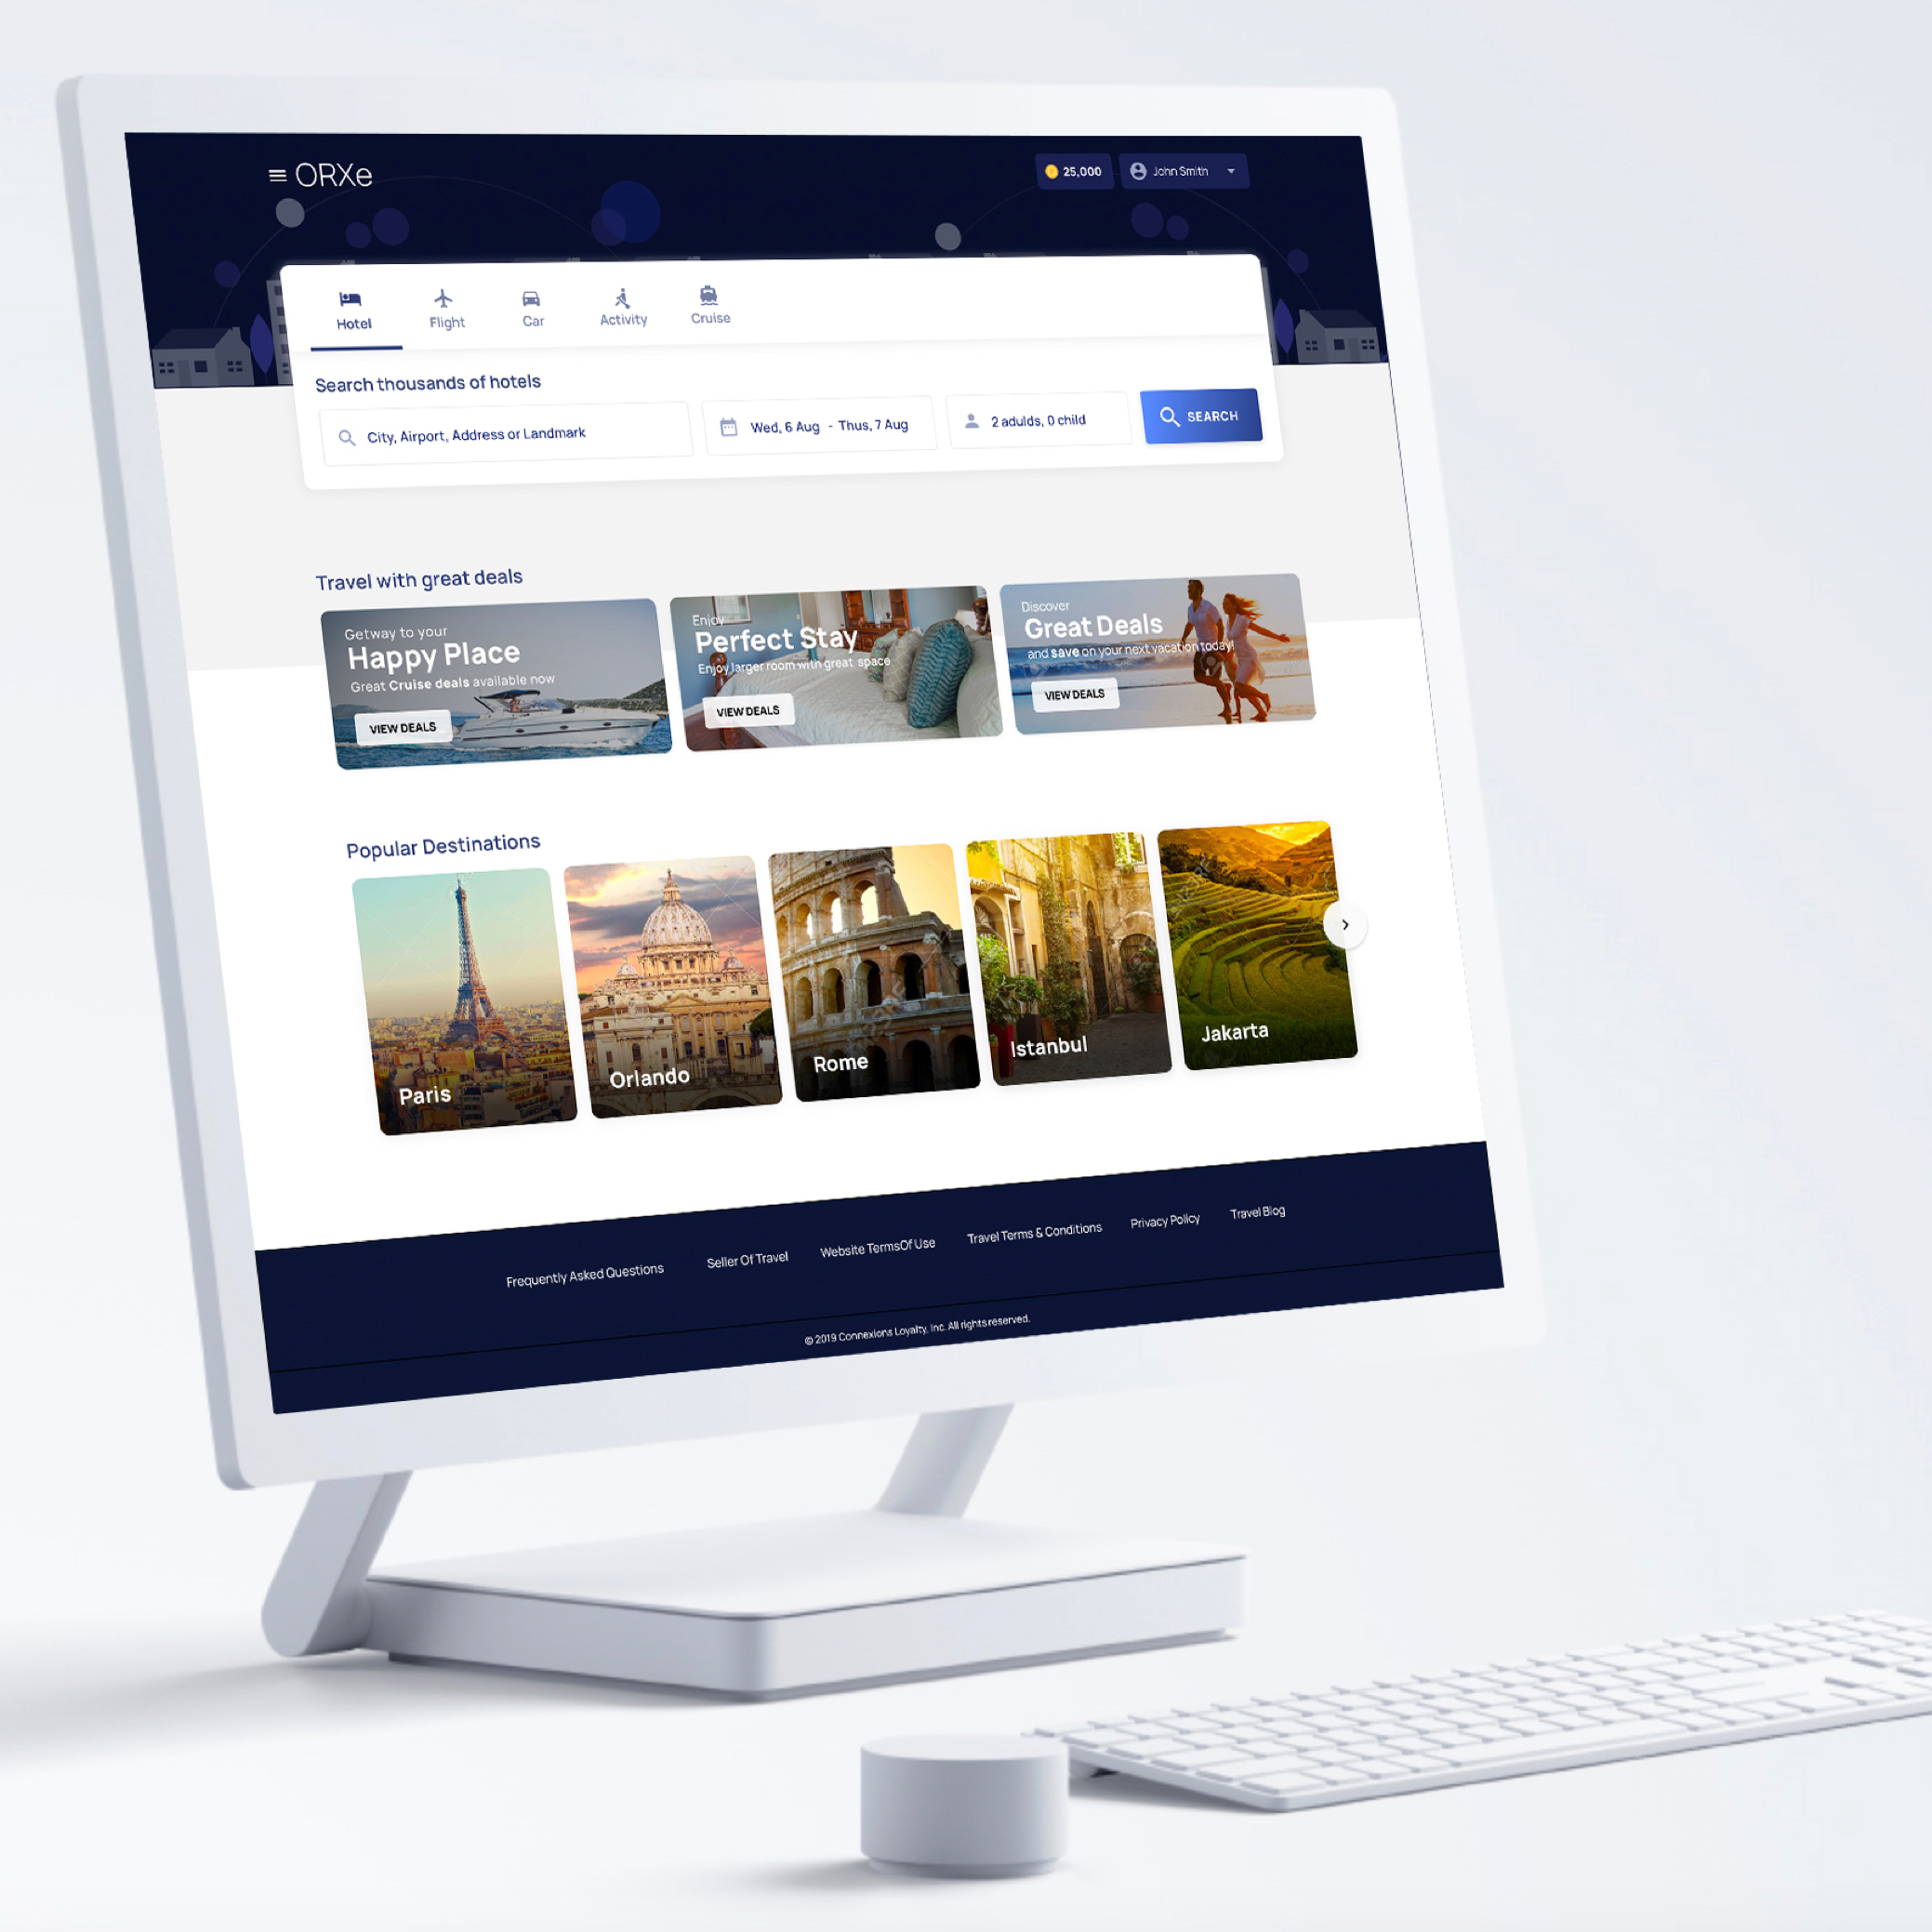 ORXe
25,000
John Smith
Hotel
Flight
Car
Activity
Cruise
Search thousands of hotels
City, Airport, Address or Landmark
Wed, 6 Aug - Thus, 7 Aug
2 adulds, 0 child
SEARCH
Travel with great deals
Getway to your
Happy Place
Great Cruise deals available now
VIEW DEALS
Enjoy
Perfect Stay
Enjoy larger room with great space
VIEW DEALS
Discover
Great Deals
and save on your next vacation today!
VIEW DEALS
Popular Destinations
Paris
Orlando
Rome
Istanbul
Jakarta
Frequently Asked Questions
Seller Of Travel
Website TermsOf Use
Travel Terms & Conditions
Privacy Policy
Travel Blog
© 2019 Connexions Loyalty, Inc. All rights reserved.